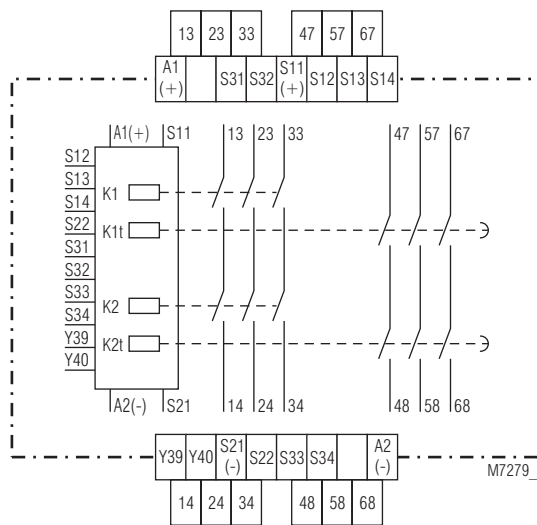 13 23 33 47 57 67
A1 (+) S31 S32 S11 (+) S12 S13 S14
A1(+) S11 13 23 33 47 57 67
S12
S13
K1
S14
S22
K1t
S31
S32
S33
K2
S34
Y39
K2t
Y40
A2(-) S21 14 24 34 48 58 68
Y39 Y40 S21 (-) S22 S33 S34 A2 (-)
M7279_
14 24 34 48 58 68